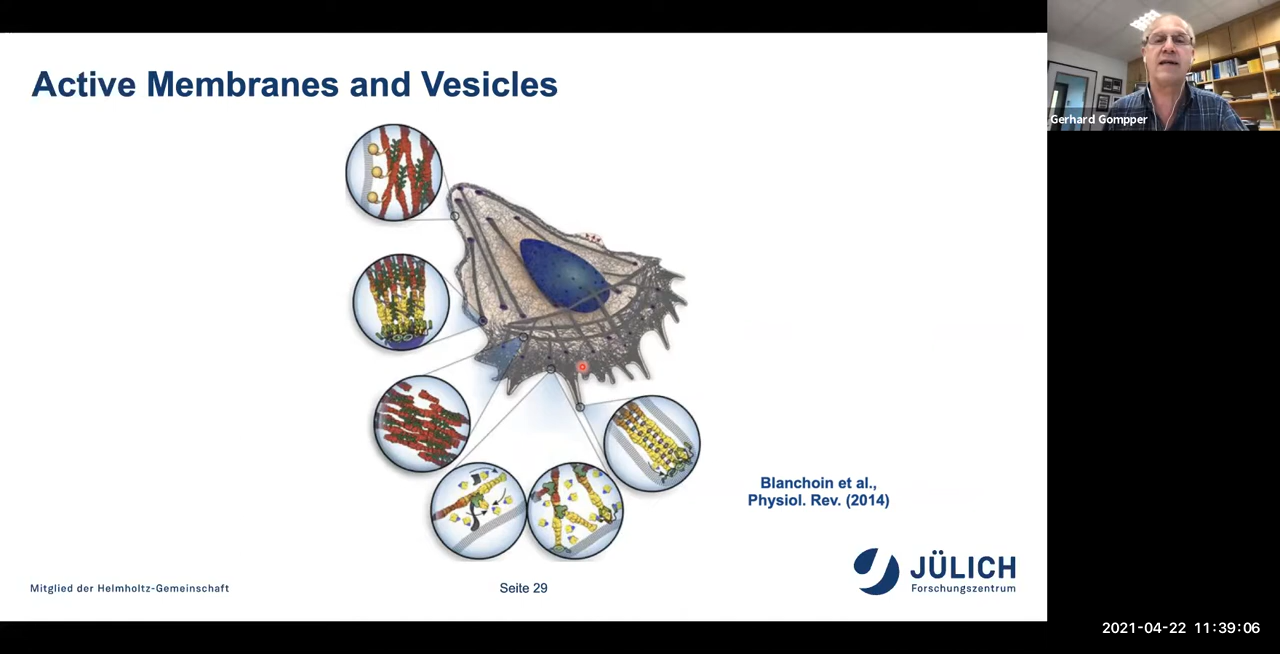 Active Membranes and Vesicles
Gerhard Gompper
Blanchoin et al.,
Physiol. Rev. (2014)
Mitglied der Helmholtz-Gemeinschaft
Seite 29
JÜLICH
Forschungszentrum
2021-04-22 11:39:06